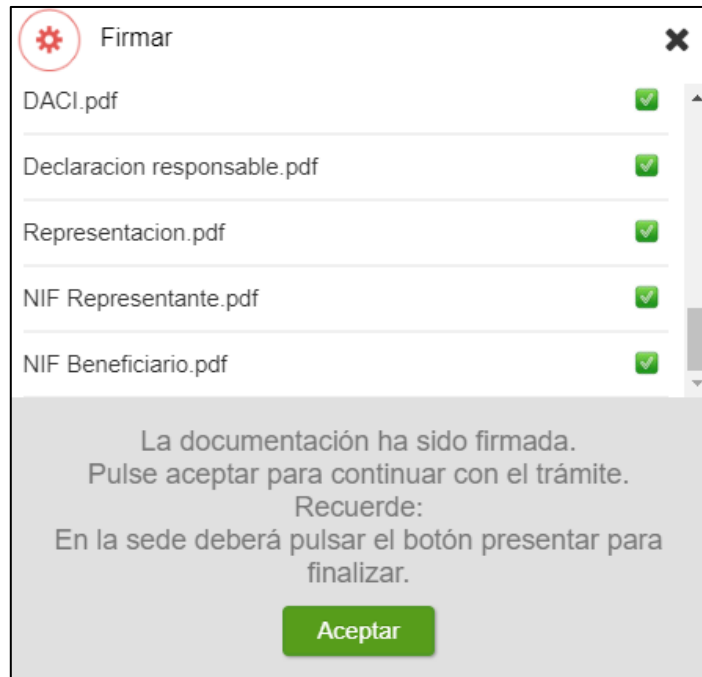 Firmar
DACI.pdf
Declaracion responsable.pdf
Representacion.pdf
NIF Representante.pdf
NIF Beneficiario.pdf
La documentación ha sido firmada.
Pulse aceptar para continuar con el trámite.
Recuerde:
En la sede deberá pulsar el botón presentar para
finalizar.
Aceptar